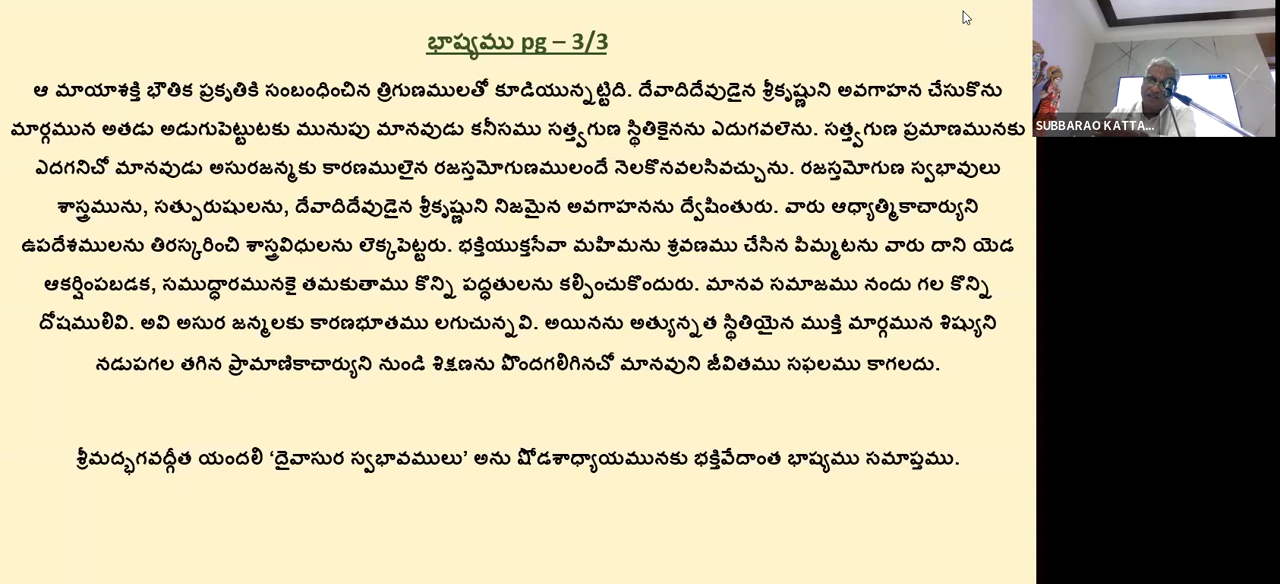 భాష్యము pg – 3/3
ఆ మాయాశక్తి భౌతిక ప్రకృతికి సంబంధించిన త్రిగుణములతో కూడియున్నట్టిది. దేవాదిదేవుడైన శ్రీకృష్ణుని అవగాహన చేసుకొను
మార్గమున అతడు అడుగుపెట్టుటకు మునుపు మానవుడు కనీసము సత్త్వగుణ స్థితికైనను ఎదుగవలెను. సత్త్వగుణ ప్రమాణమునకు
ఎదగనిచో మానవుడు అసురజన్మకు కారణములైన రజస్తమోగుణములందే నెలకొనవలసివచ్చును. రజస్తమోగుణ స్వభావులు
శాస్త్రమును, సత్పురుషులను, దేవాదిదేవుడైన శ్రీకృష్ణుని నిజమైన అవగాహనను ద్వేషింతురు. వారు ఆధ్యాత్మికాచార్యుని
ఉపదేశములను తిరస్కరించి శాస్త్రవిధులను లెక్కపెట్టరు. భక్తియుక్తసేవా మహిమను శ్రవణము చేసిన పిమ్మటను వారు దాని యెడ
ఆకర్షింపబడక, సముద్ధారమునకై తమకుతాము కొన్ని పద్ధతులను కల్పించుకొందురు. మానవ సమాజము నందు గల కొన్ని
దోషములివి. అవి అసుర జన్మలకు కారణభూతము లగుచున్నవి. అయినను అత్యున్నత స్థితియైన ముక్తి మార్గమున శిష్యుని
నడుపగల తగిన ప్రామాణికాచార్యుని నుండి శిక్షణను పొందగలిగినచో మానవుని జీవితము సఫలము కాగలదు.
శ్రీమద్భగవద్గీత యందలి ‘దైవాసుర స్వభావములు’ అను షోడశాధ్యాయమునకు భక్తివేదాంత భాష్యము సమాప్తము.
SUBBARAO KATTA...